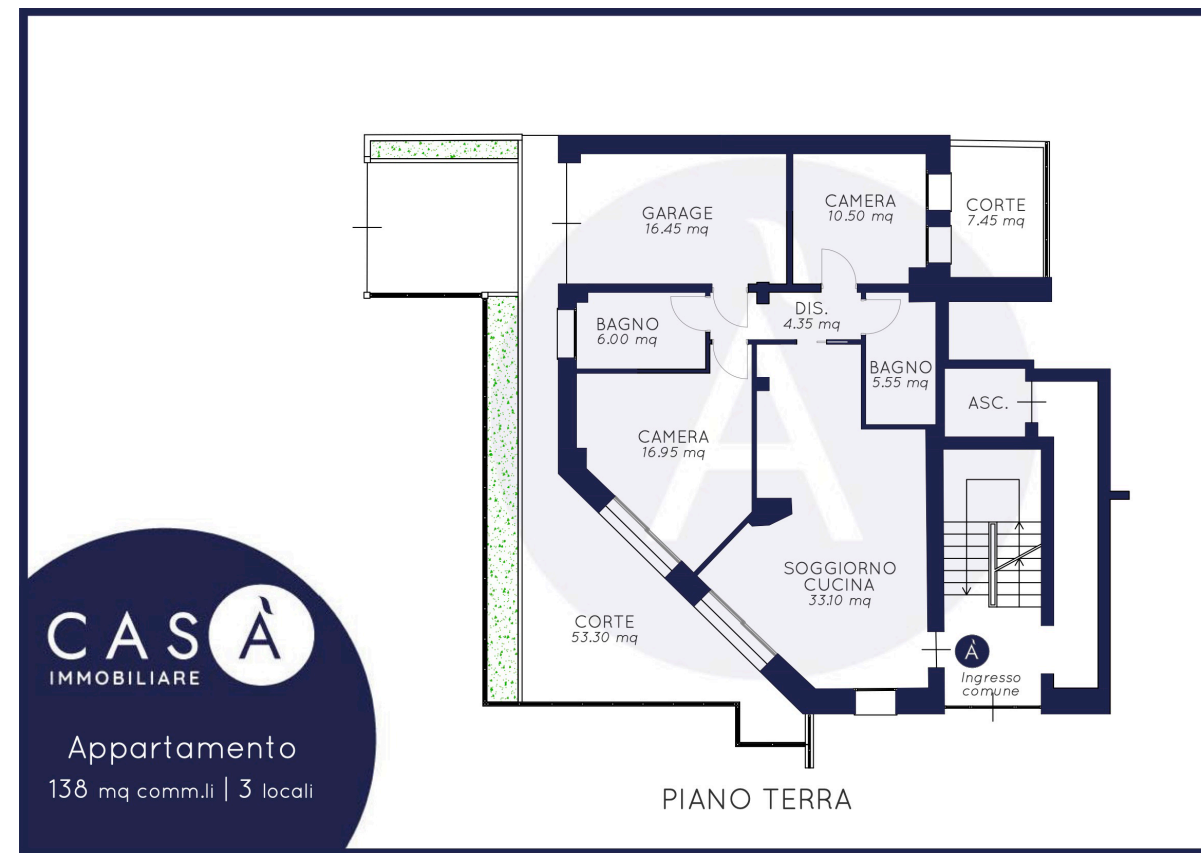 GARAGE
16.45 mq
CAMERA
10.50 mq
CORTE
7.45 mq
BAGNO
6.00 mq
DIS.
4.35 mq
BAGNO
5.55 mq
ASC.
CAMERA
16.95 mq
SOGGIORNO
CUCINA
33.10 mq
CORTE
53.30 mq
À
Ingresso
comune
CASÀ
IMMOBILIARE
Appartamento
138 mq comm.li | 3 locali
PIANO TERRA
À